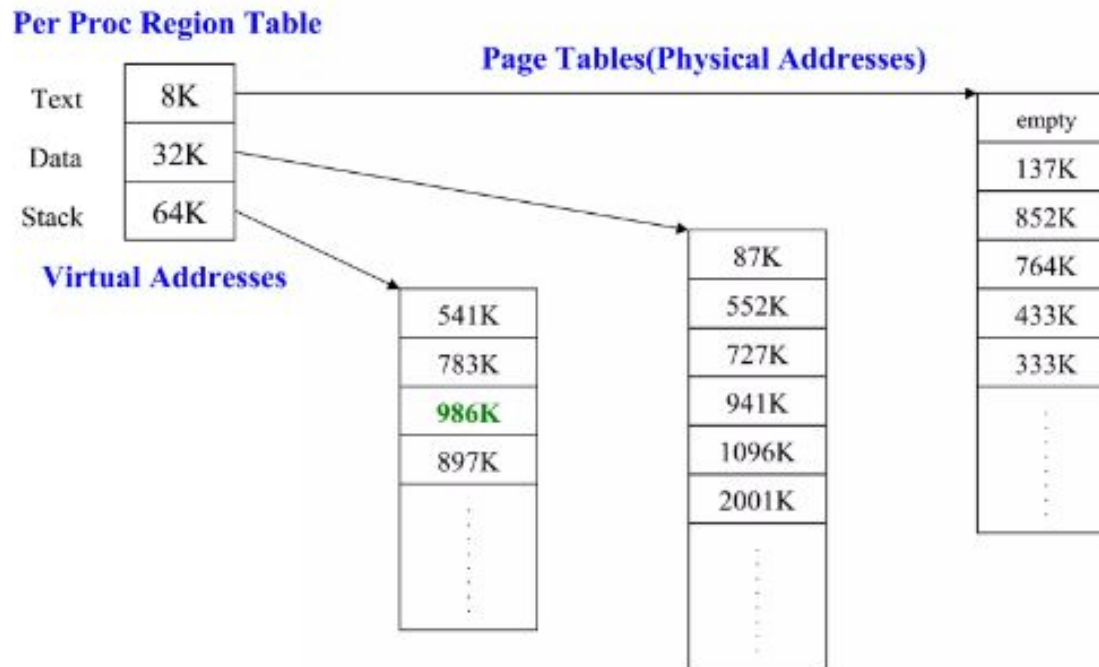 Per Proc Region Table
Page Tables(Physical Addresses)
Text 8K
Data 32K
Stack 64K
Virtual Addresses
541K
783K
986K
897K
87K
552K
727K
941K
1096K
2001K
empty
137K
852K
764K
433K
333K